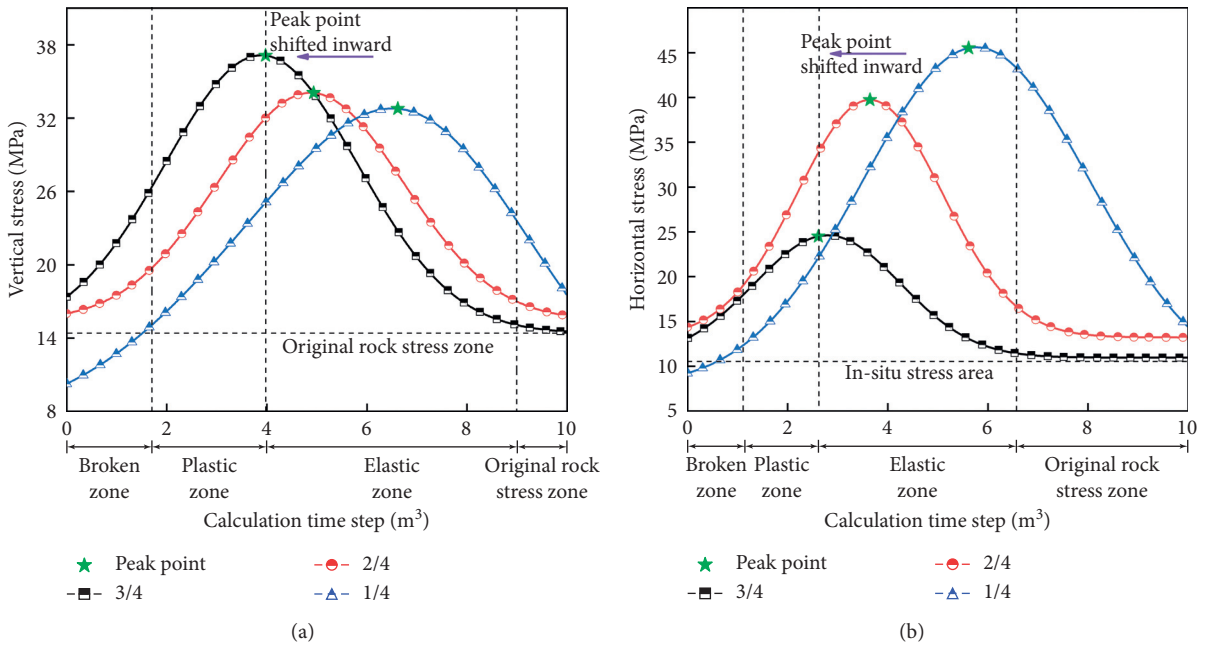 Peak point
shifted inward
38
32
26
20
14
8
Vertical stress (MPa)
Original rock stress zone
0 2 4 6 8 10
Broken zone
Plastic zone
Elastic zone
Original rock stress zone
Calculation time step (m³)
Peak point
3/4
2/4
1/4
(a)
Peak point
shifted inward
50
45
40
35
30
25
20
15
10
5
Horizontal stress (MPa)
In-situ stress area
0 2 4 6 8 10
Broken zone
Plastic zone
Elastic zone
Original rock stress zone
Calculation time step (m³)
Peak point
3/4
2/4
1/4
(b)